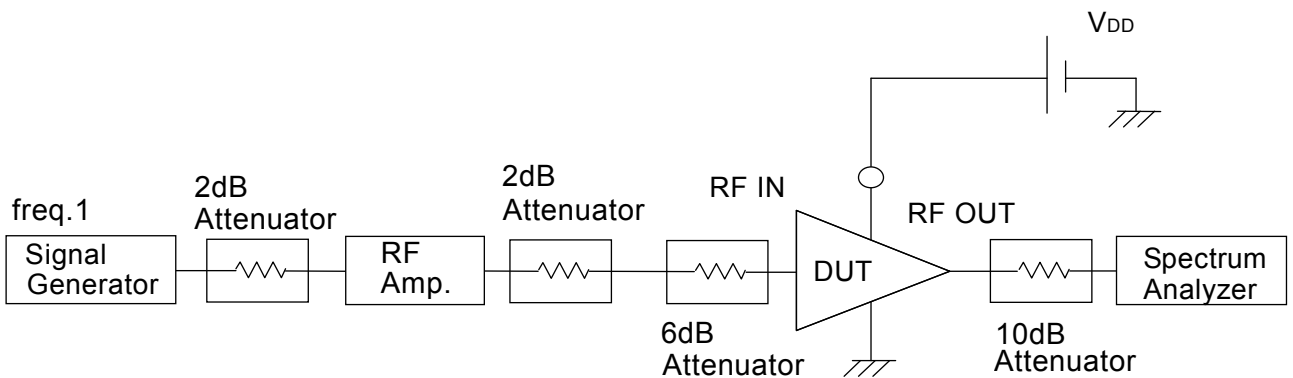 VDD
freq.1
Signal
Generator
2dB
Attenuator
RF
Amp.
2dB
Attenuator
6dB
Attenuator
RF IN
DUT
RF OUT
10dB
Attenuator
Spectrum
Analyzer